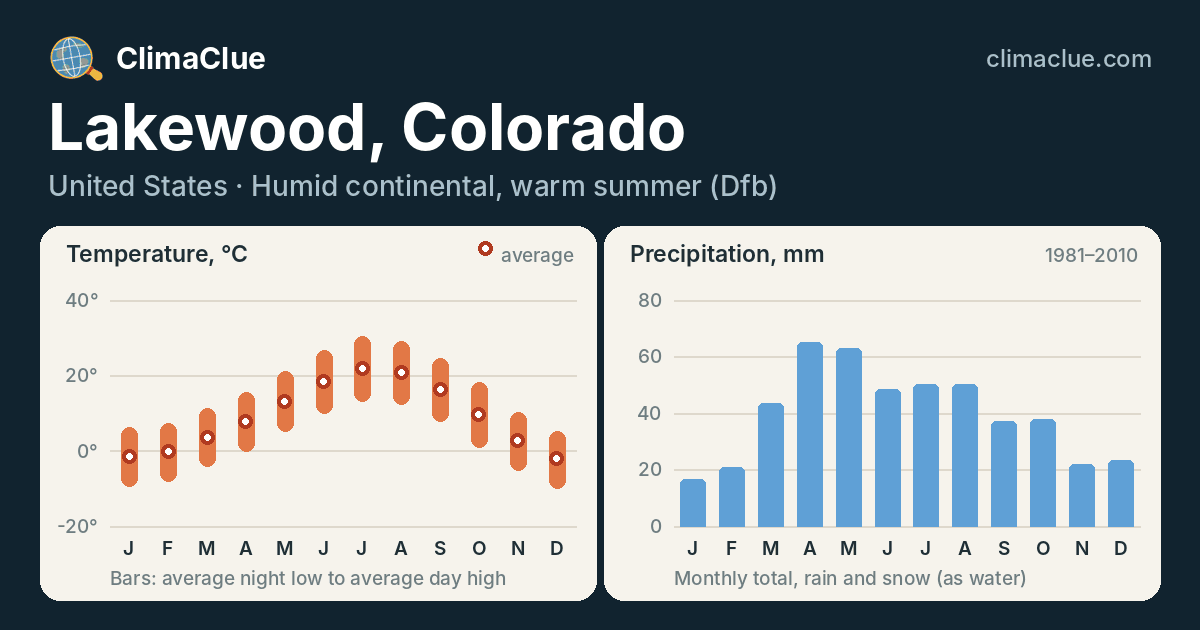 ClimaClue
climaclue.com
Lakewood, Colorado
United States · Humid continental, warm summer (Dfb)
Temperature, °C
average
40°
20°
0°
-20°
J F M A M J J A S O N D
Bars: average night low to average day high
Precipitation, mm
1981–2010
80
60
40
20
0
J F M A M J J A S O N D
Monthly total, rain and snow (as water)